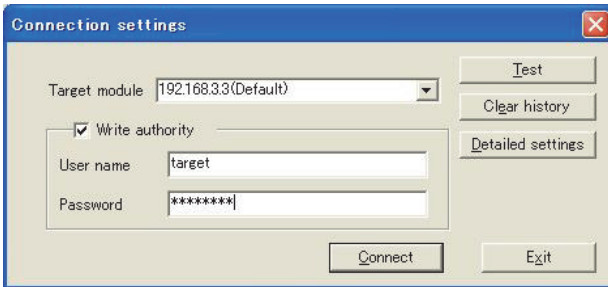 Connection settings
Target module 192.168.3.3(Default)
Test
Clear history
Write authority
Detailed settings
User name target
Password ********
Connect
Exit